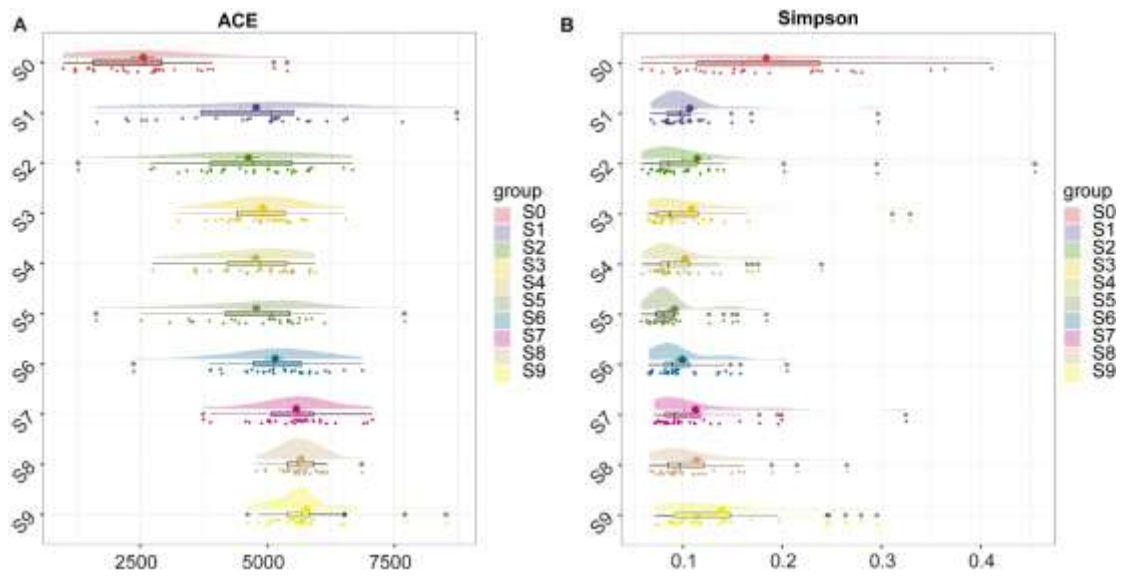 A
ACE
S0
S1
S2
S3
S4
S5
S6
S7
S8
S9
2500
5000
7500
group
S0
S1
S2
S3
S4
S5
S6
S7
S8
S9
B
Simpson
S0
S1
S2
S3
S4
S5
S6
S7
S8
S9
0.1
0.2
0.3
0.4
group
S0
S1
S2
S3
S4
S5
S6
S7
S8
S9